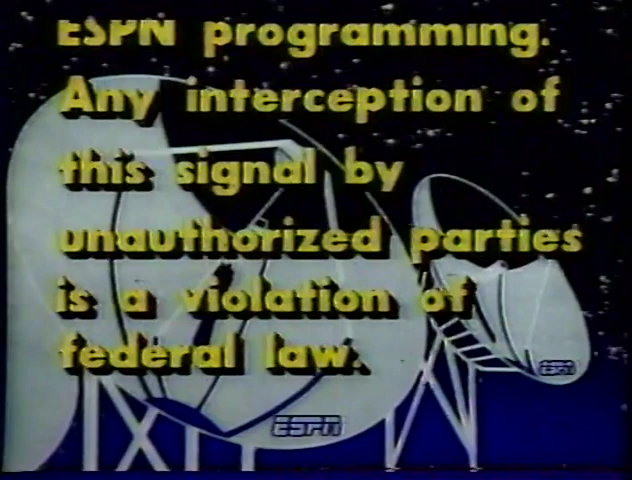 ESPN programming.
Any interception of
this signal by
unauthorized parties
is a violation of
federal law.
ESPN
ESPN